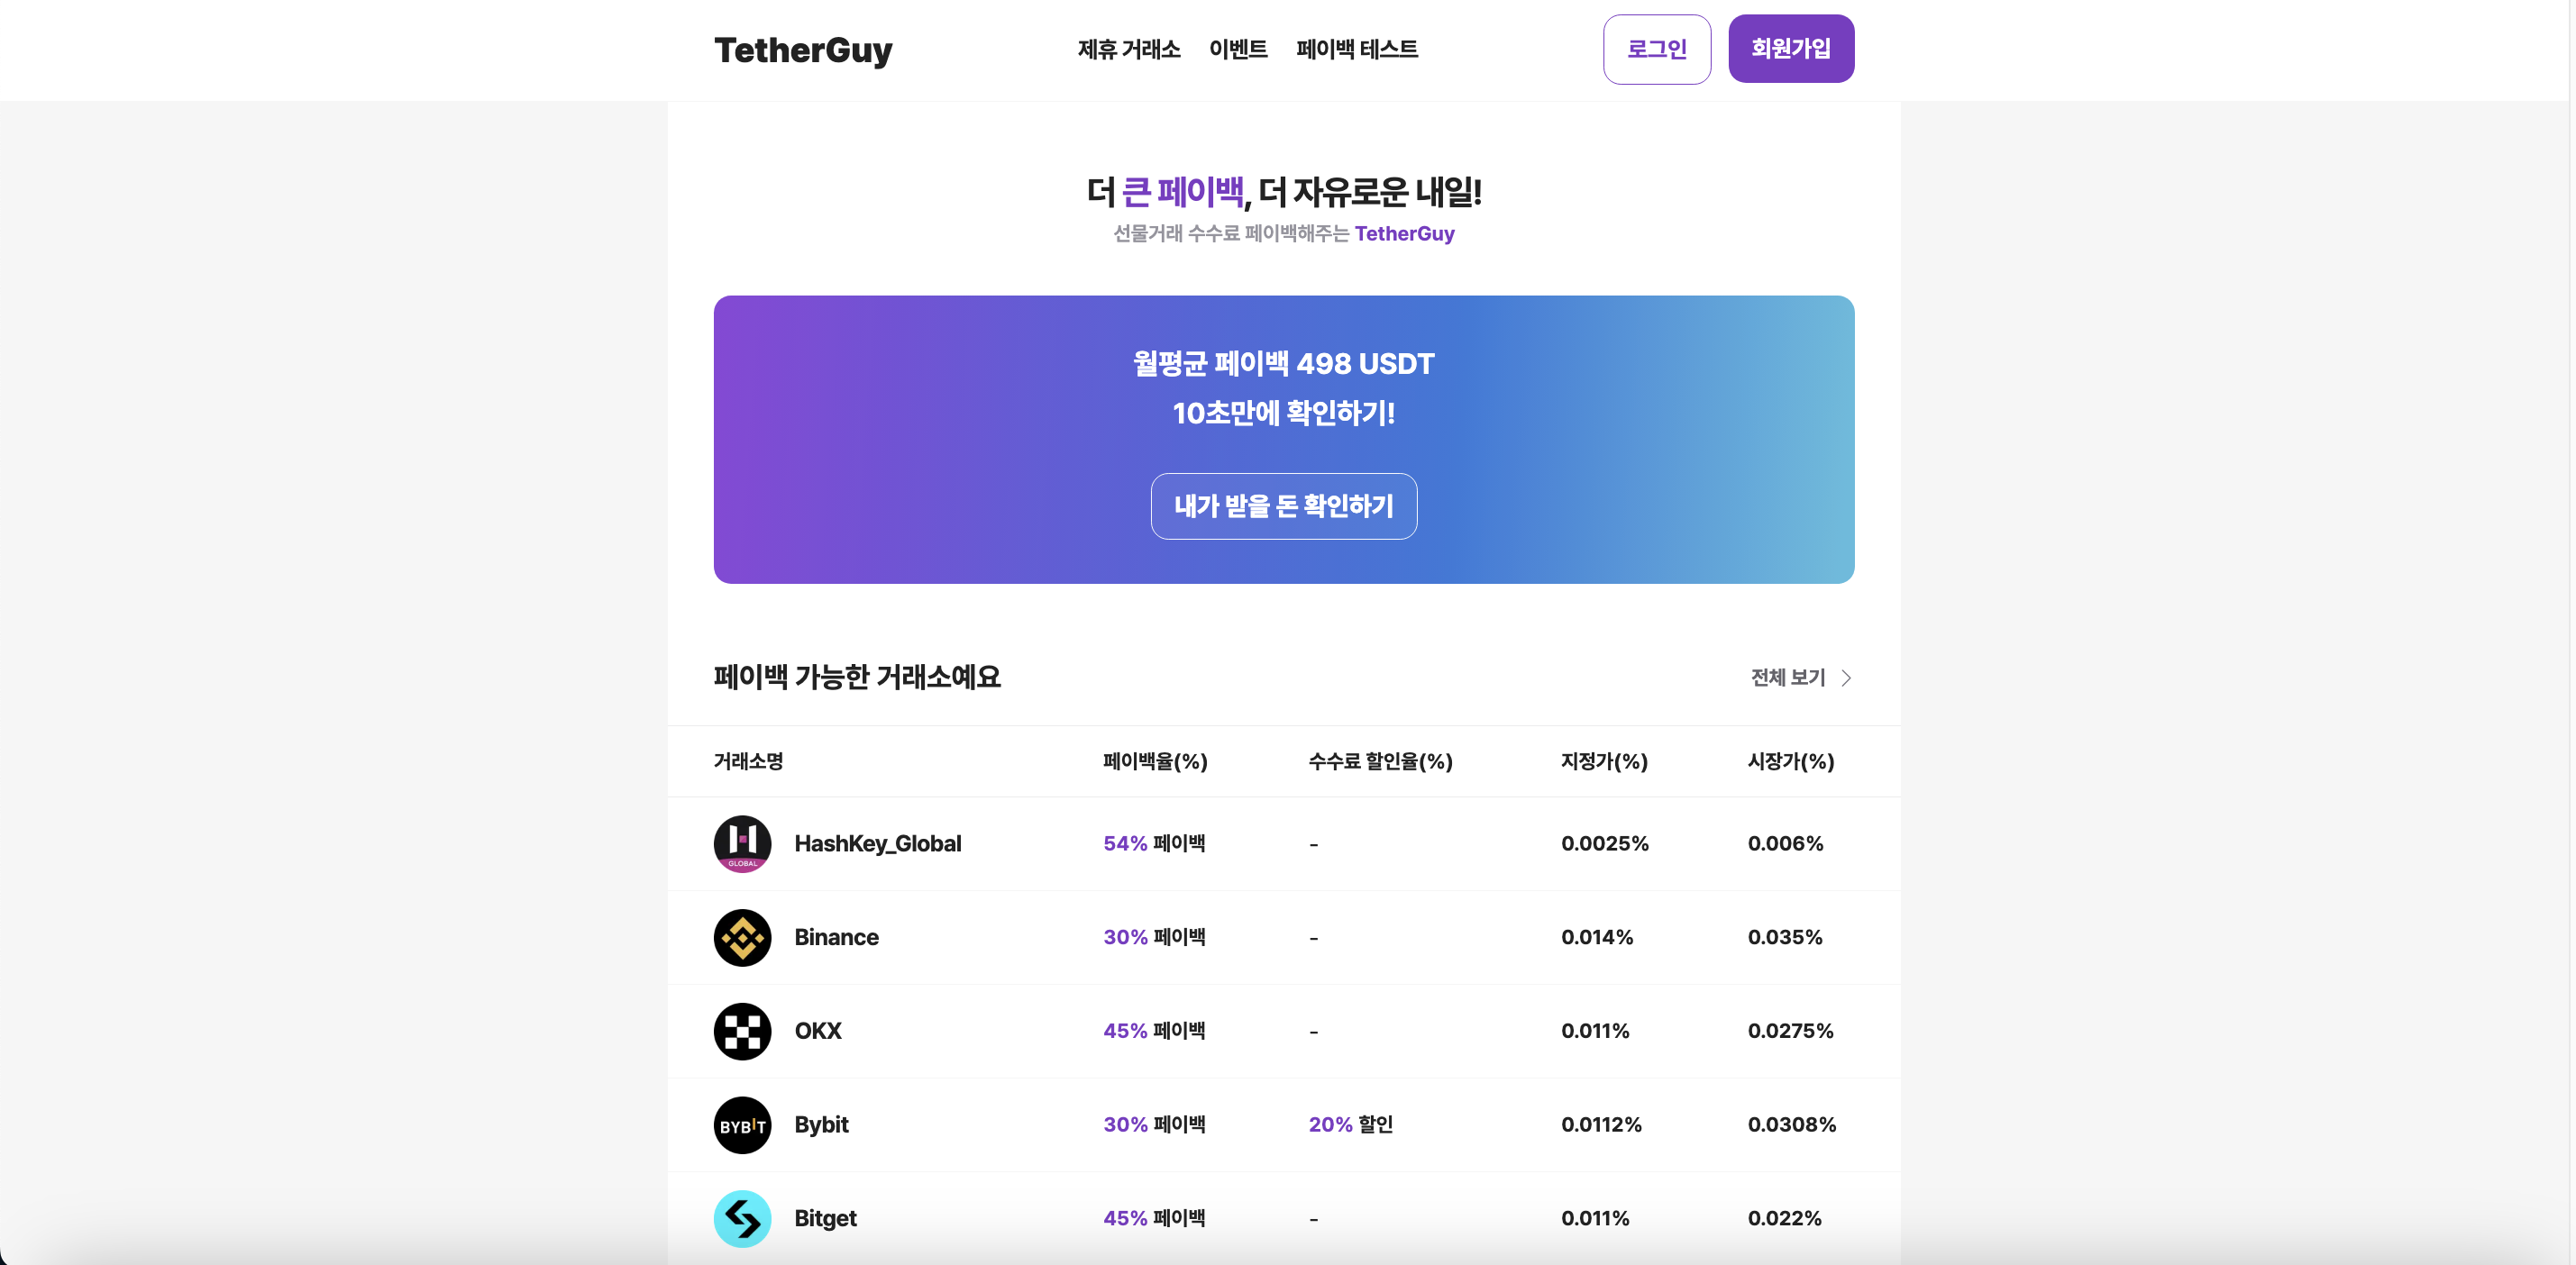 TetherGuy
제휴 거래소 이벤트 페이백 테스트 로그인 회원가입
더 큰 페이백, 더 자유로운 내일!
선물거래 수수료 페이백해주는 TetherGuy
월평균 페이백 498 USDT
10초만에 확인하기!
내가 받을 돈 확인하기
페이백 가능한 거래소예요 전체 보기
거래소명 페이백율(%) 수수료 할인율(%) 지정가(%) 시장가(%)
GLOBAL HashKey_Global 54% 페이백 - 0.0025% 0.006%
Binance 30% 페이백 - 0.014% 0.035%
OKX 45% 페이백 - 0.011% 0.0275%
BYBIT Bybit 30% 페이백 20% 할인 0.0112% 0.0308%
Bitget 45% 페이백 - 0.011% 0.022%